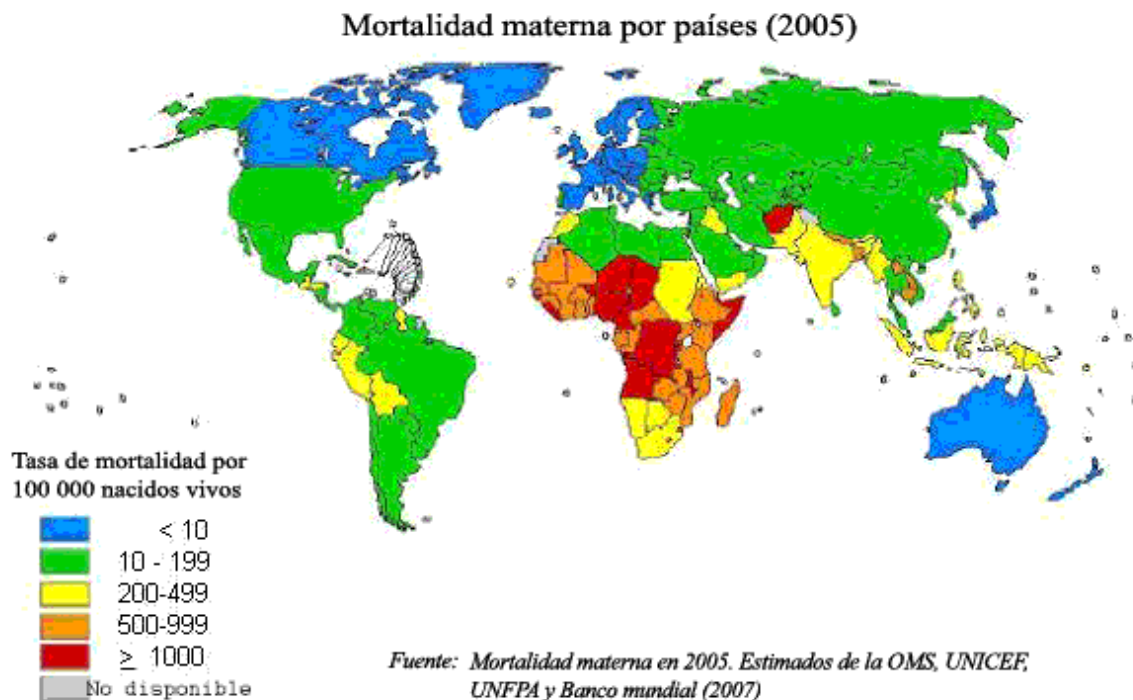 Mortalidad materna por países (2005)
Tasa de mortalidad por
100 000 nacidos vivos
< 10
10 - 199
200-499
500-999
≥ 1000
No disponible
Fuente: Mortalidad materna en 2005. Estimados de la OMS, UNICEF,
UNFPA y Banco mundial (2007)